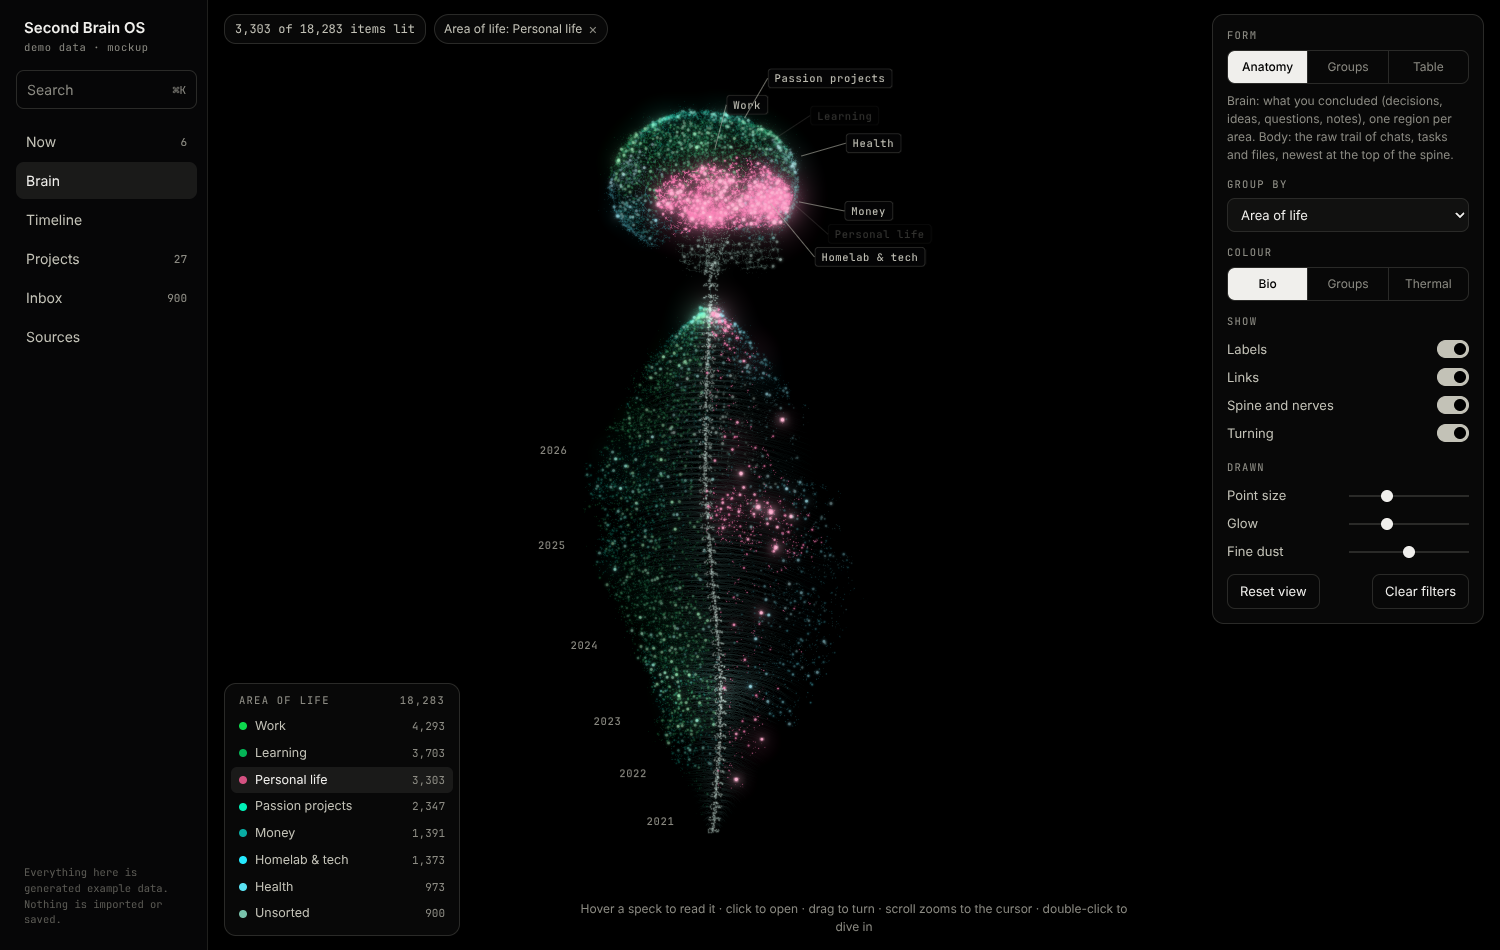 Second Brain OS
demo data · mockup
Search ⌘K
Now 6
Brain
Timeline
Projects 27
Inbox 900
Sources
Everything here is
generated example data.
Nothing is imported or
saved.
3,303 of 18,283 items lit
Area of life: Personal life ×
Passion projects
Work
Learning
Health
Money
Personal life
Homelab & tech
2026
2025
2024
2023
2022
2021
AREA OF LIFE 18,283
Work 4,293
Learning 3,703
Personal life 3,303
Passion projects 2,347
Money 1,391
Homelab & tech 1,373
Health 973
Unsorted 900
Hover a speck to read it · click to open · drag to turn · scroll zooms to the cursor · double-click to
dive in
FORM
Anatomy Groups Table
Brain: what you concluded (decisions,
ideas, questions, notes), one region per
area. Body: the raw trail of chats, tasks
and files, newest at the top of the spine.
GROUP BY
Area of life
COLOUR
Bio Groups Thermal
SHOW
Labels
Links
Spine and nerves
Turning
DRAWN
Point size
Glow
Fine dust
Reset view Clear filters